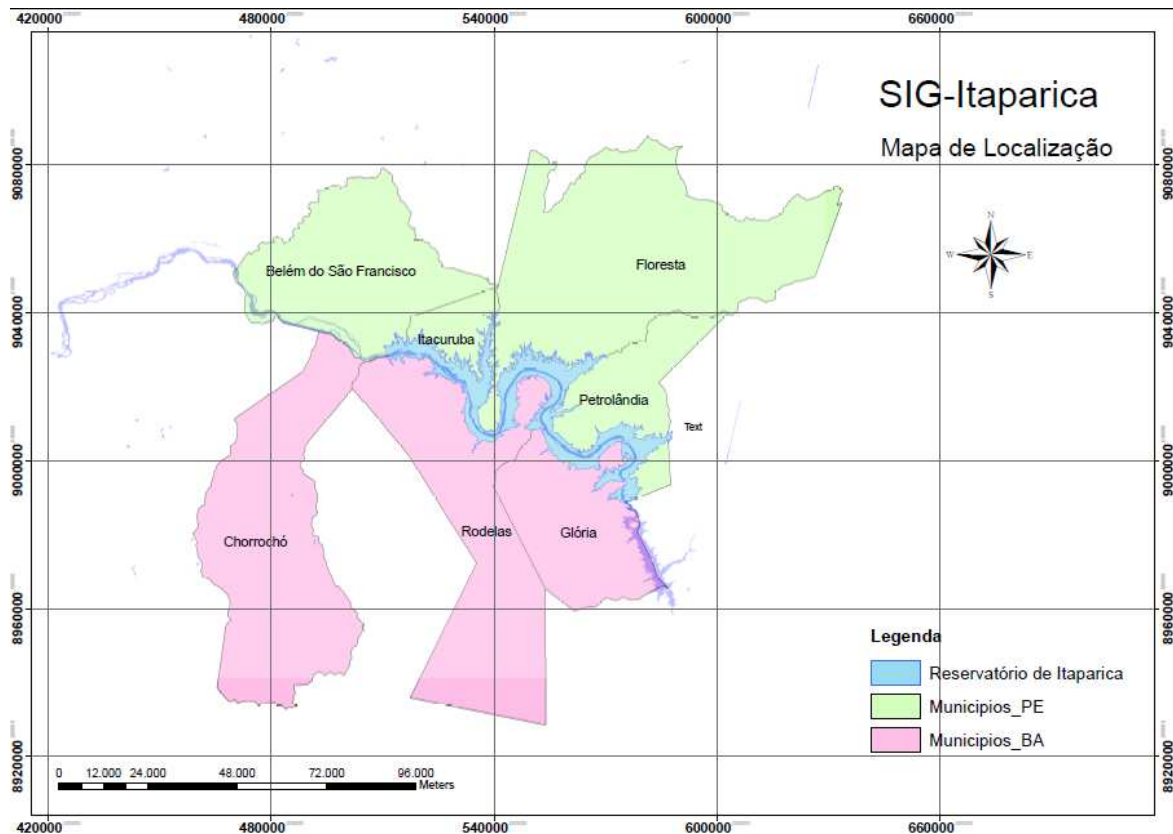 420000 480000 540000 600000 660000
SIG-Itaparica
Mapa de Localização
9080000 9080000
N
W E
S
Floresta
Belém do São Francisco
9040000 9040000
Itacuruba
Petrolândia
Text
9000000 9000000
Rodelas
Glória
Chorrochó
8960000 8960000
Legenda
Reservatório de Itaparica
Municipios_PE
Municipios_BA
8920000 8920000
0 12.000 24.000 48.000 72.000 96.000
Meters
420000 480000 540000 600000 660000